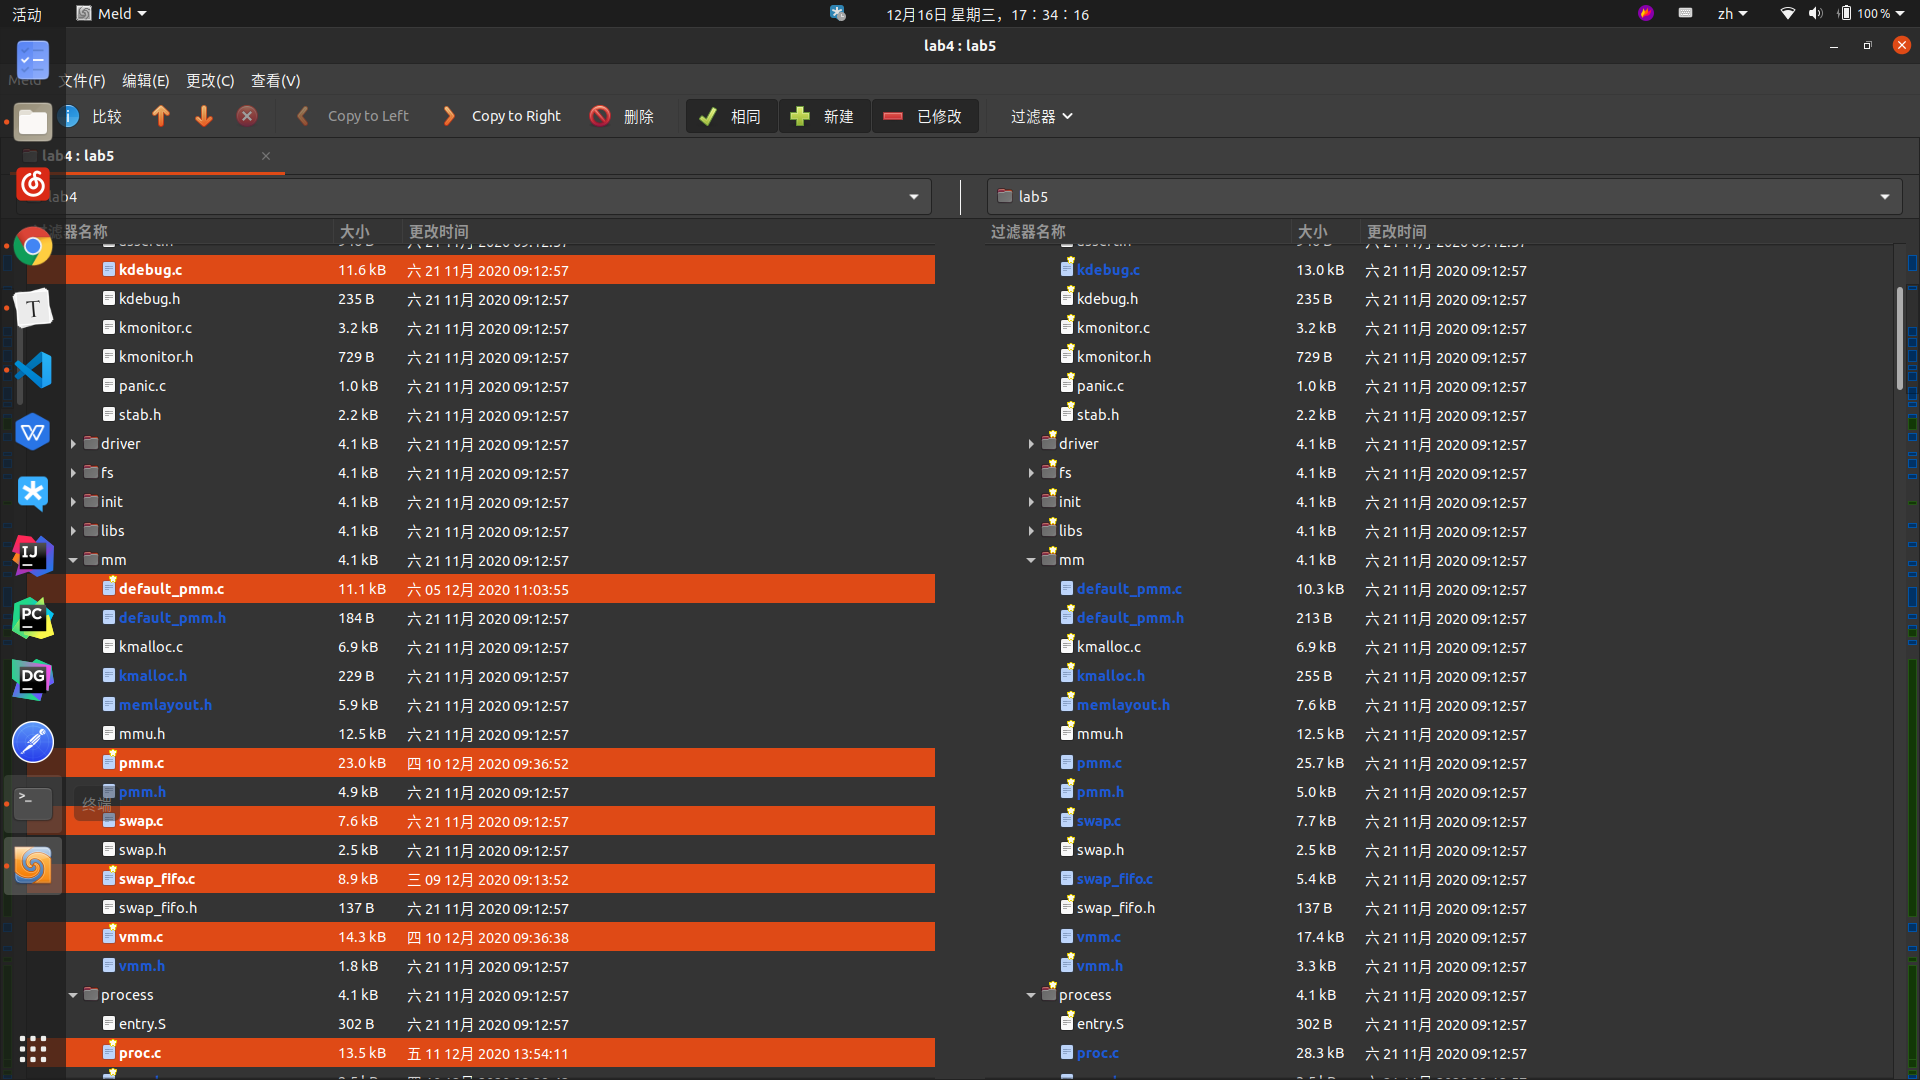 活动 Meld 12月16日 星期三，17：34：16 zh 100 %
lab4 : lab5
Meld 文件(F) 编辑(E) 更改(C) 查看(V)
比较 Copy to Left Copy to Right 删除 相同 新建 已修改 过滤器
lab4 : lab5
lab4 lab5
过滤器名称 大小 更改时间 过滤器名称 大小 更改时间
kdebug.c 11.6 kB 六 21 11月 2020 09:12:57 kdebug.c 13.0 kB 六 21 11月 2020 09:12:57
kdebug.h 235 B 六 21 11月 2020 09:12:57 kdebug.h 235 B 六 21 11月 2020 09:12:57
kmonitor.c 3.2 kB 六 21 11月 2020 09:12:57 kmonitor.c 3.2 kB 六 21 11月 2020 09:12:57
kmonitor.h 729 B 六 21 11月 2020 09:12:57 kmonitor.h 729 B 六 21 11月 2020 09:12:57
panic.c 1.0 kB 六 21 11月 2020 09:12:57 panic.c 1.0 kB 六 21 11月 2020 09:12:57
stab.h 2.2 kB 六 21 11月 2020 09:12:57 stab.h 2.2 kB 六 21 11月 2020 09:12:57
driver 4.1 kB 六 21 11月 2020 09:12:57 driver 4.1 kB 六 21 11月 2020 09:12:57
fs 4.1 kB 六 21 11月 2020 09:12:57 fs 4.1 kB 六 21 11月 2020 09:12:57
init 4.1 kB 六 21 11月 2020 09:12:57 init 4.1 kB 六 21 11月 2020 09:12:57
libs 4.1 kB 六 21 11月 2020 09:12:57 libs 4.1 kB 六 21 11月 2020 09:12:57
mm 4.1 kB 六 21 11月 2020 09:12:57 mm 4.1 kB 六 21 11月 2020 09:12:57
default_pmm.c 11.1 kB 六 05 12月 2020 11:03:55 default_pmm.c 10.3 kB 六 21 11月 2020 09:12:57
default_pmm.h 184 B 六 21 11月 2020 09:12:57 default_pmm.h 213 B 六 21 11月 2020 09:12:57
kmalloc.c 6.9 kB 六 21 11月 2020 09:12:57 kmalloc.c 6.9 kB 六 21 11月 2020 09:12:57
kmalloc.h 229 B 六 21 11月 2020 09:12:57 kmalloc.h 255 B 六 21 11月 2020 09:12:57
memlayout.h 5.9 kB 六 21 11月 2020 09:12:57 memlayout.h 7.6 kB 六 21 11月 2020 09:12:57
mmu.h 12.5 kB 六 21 11月 2020 09:12:57 mmu.h 12.5 kB 六 21 11月 2020 09:12:57
pmm.c 23.0 kB 四 10 12月 2020 09:36:52 pmm.c 25.7 kB 六 21 11月 2020 09:12:57
终端 pmm.h 4.9 kB 六 21 11月 2020 09:12:57 pmm.h 5.0 kB 六 21 11月 2020 09:12:57
swap.c 7.6 kB 六 21 11月 2020 09:12:57 swap.c 7.7 kB 六 21 11月 2020 09:12:57
swap.h 2.5 kB 六 21 11月 2020 09:12:57 swap.h 2.5 kB 六 21 11月 2020 09:12:57
swap_fifo.c 8.9 kB 三 09 12月 2020 09:13:52 swap_fifo.c 5.4 kB 六 21 11月 2020 09:12:57
swap_fifo.h 137 B 六 21 11月 2020 09:12:57 swap_fifo.h 137 B 六 21 11月 2020 09:12:57
vmm.c 14.3 kB 四 10 12月 2020 09:36:38 vmm.c 17.4 kB 六 21 11月 2020 09:12:57
vmm.h 1.8 kB 六 21 11月 2020 09:12:57 vmm.h 3.3 kB 六 21 11月 2020 09:12:57
process 4.1 kB 六 21 11月 2020 09:12:57 process 4.1 kB 六 21 11月 2020 09:12:57
entry.S 302 B 六 21 11月 2020 09:12:57 entry.S 302 B 六 21 11月 2020 09:12:57
proc.c 13.5 kB 五 11 12月 2020 13:54:11 proc.c 28.3 kB 六 21 11月 2020 09:12:57
T
IJ
PC
DG